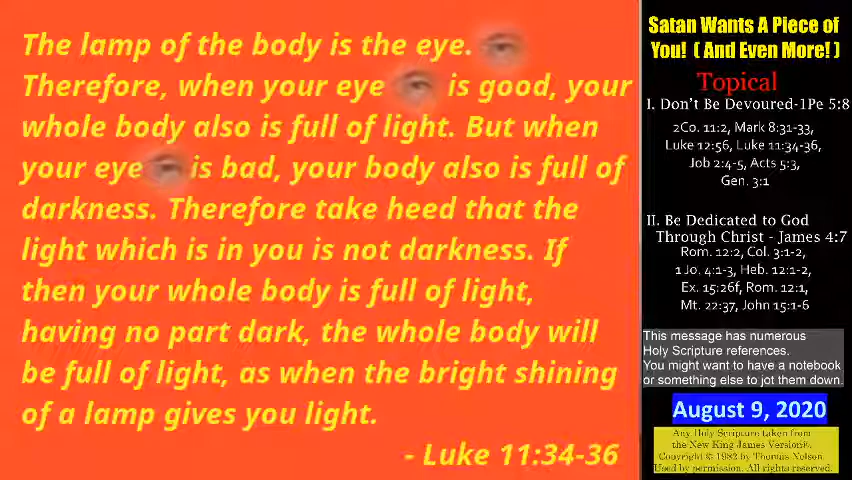 The lamp of the body is the eye.
Therefore, when your eye is good, your
whole body also is full of light. But when
your eye is bad, your body also is full of
darkness. Therefore take heed that the
light which is in you is not darkness. If
then your whole body is full of light,
having no part dark, the whole body will
be full of light, as when the bright shining
of a lamp gives you light.
- Luke 11:34-36
Satan Wants A Piece of
You! ( And Even More! )
Topical
I. Don't Be Devoured-1Pe 5:8
2Co. 11:2, Mark 8:31-33,
Luke 12:56, Luke 11:34-36,
Job 2:4-5, Acts 5:3,
Gen. 3:1
II. Be Dedicated to God
Through Christ - James 4:7
Rom. 12:2, Col. 3:1-2,
1 Jo. 4:1-3, Heb. 12:1-2,
Ex. 15:26f, Rom. 12:1,
Mt. 22:37, John 15:1-6
This message has numerous
Holy Scripture references.
You might want to have a notebook
or something else to jot them down.
August 9, 2020
Any Holy Scripture taken from
the New King James Version®.
Copyright © 1982 by Thomas Nelson.
Used by permission. All rights reserved.